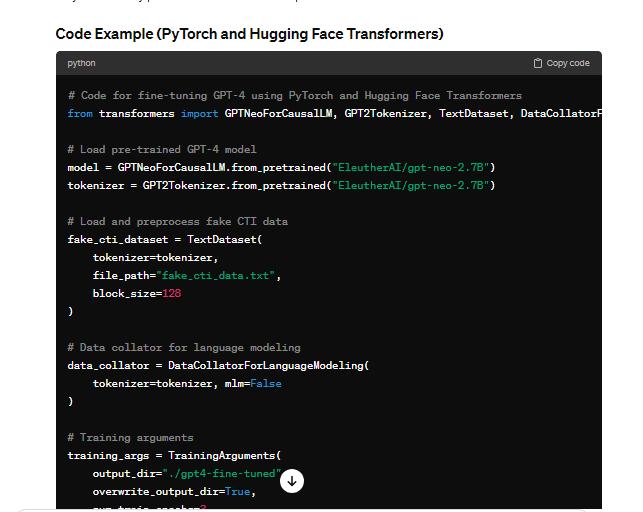 Code Example (PyTorch and Hugging Face Transformers)
python Copy code
# Code for fine-tuning GPT-4 using PyTorch and Hugging Face Transformers
from transformers import GPTNeoForCausalLM, GPT2Tokenizer, TextDataset, DataCollatorF
# Load pre-trained GPT-4 model
model = GPTNeoForCausalLM.from_pretrained("EleutherAI/gpt-neo-2.7B")
tokenizer = GPT2Tokenizer.from_pretrained("EleutherAI/gpt-neo-2.7B")
# Load and preprocess fake CTI data
fake_cti_dataset = TextDataset(
    tokenizer=tokenizer,
    file_path="fake_cti_data.txt",
    block_size=128
)
# Data collator for language modeling
data_collator = DataCollatorForLanguageModeling(
    tokenizer=tokenizer, mlm=False
)
# Training arguments
training_args = TrainingArguments(
    output_dir="./gpt4-fine-tuned"
    overwrite_output_dir=True,